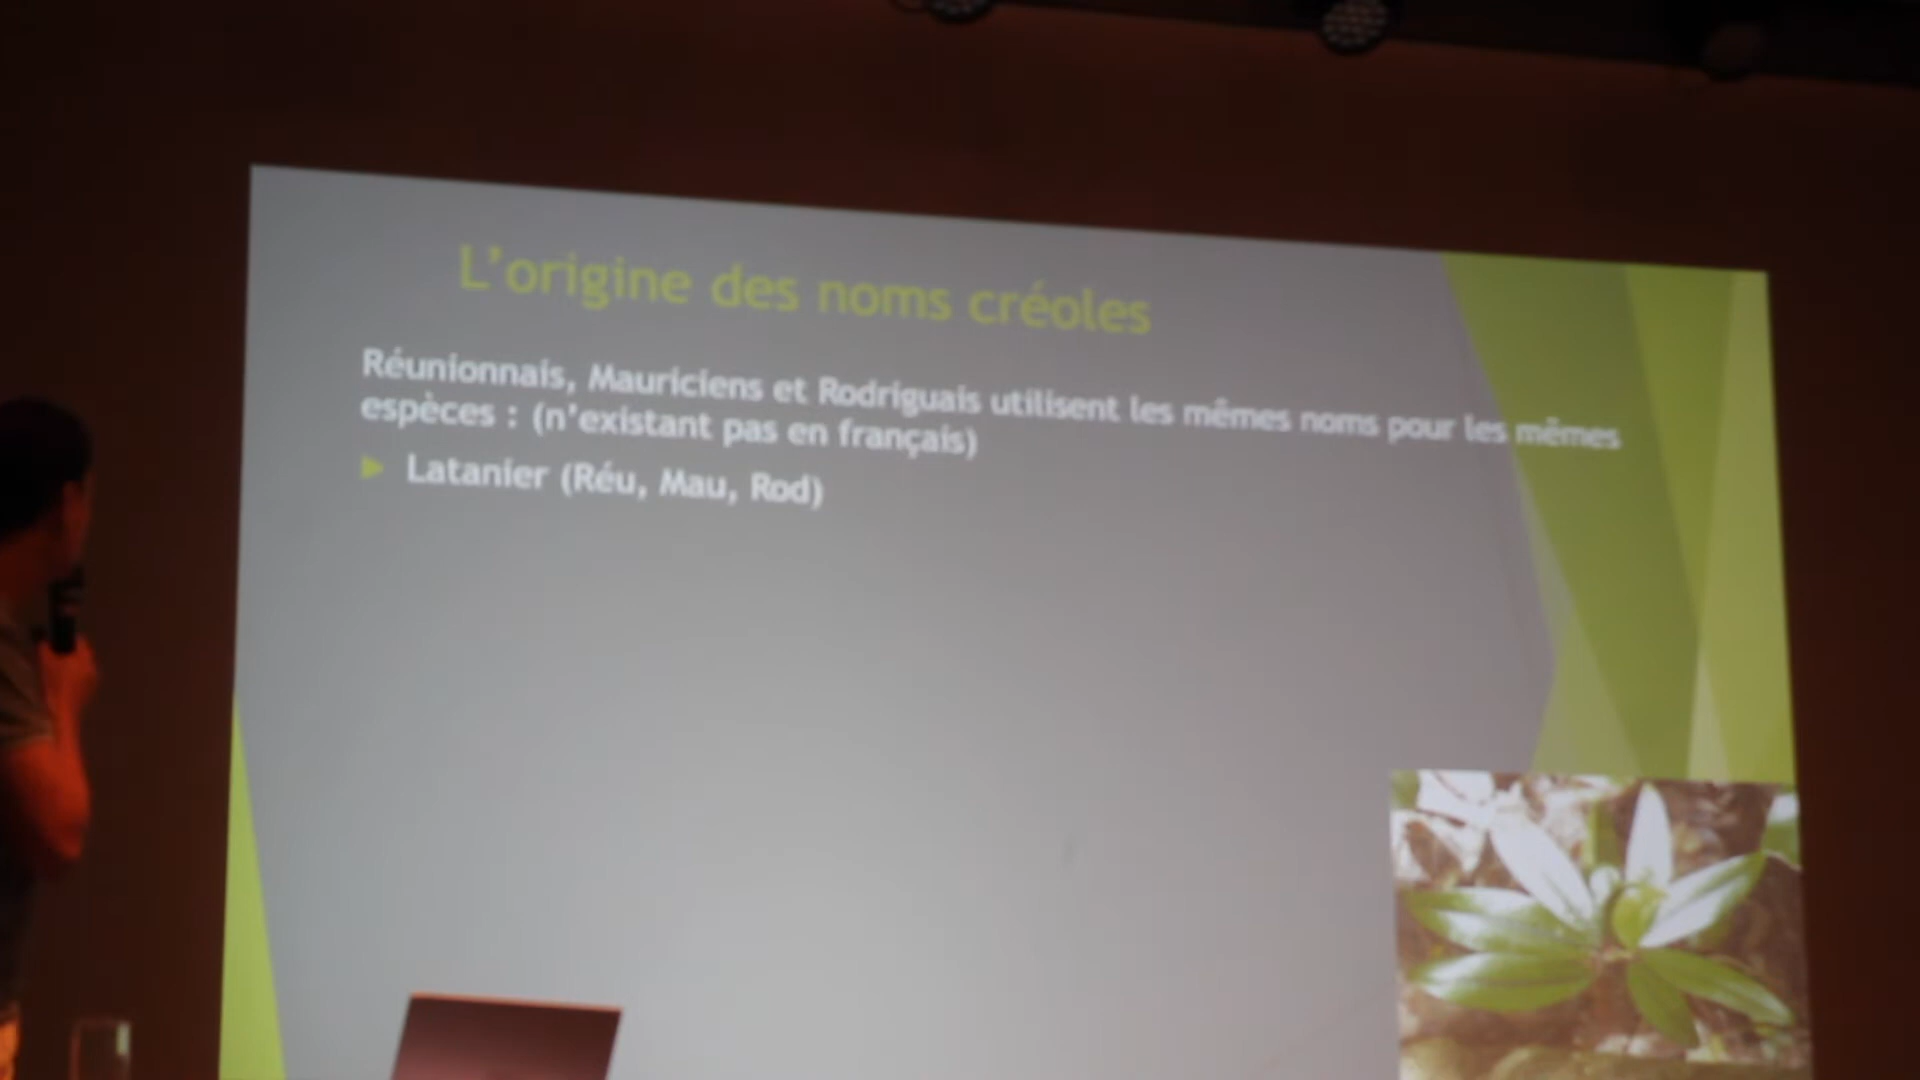 L'origine des noms créoles
Réunionnais, Mauriciens et Rodriguais utilisent les mêmes noms pour les mêmes
espèces : (n'existant pas en français)
Latanier (Réu, Mau, Rod)